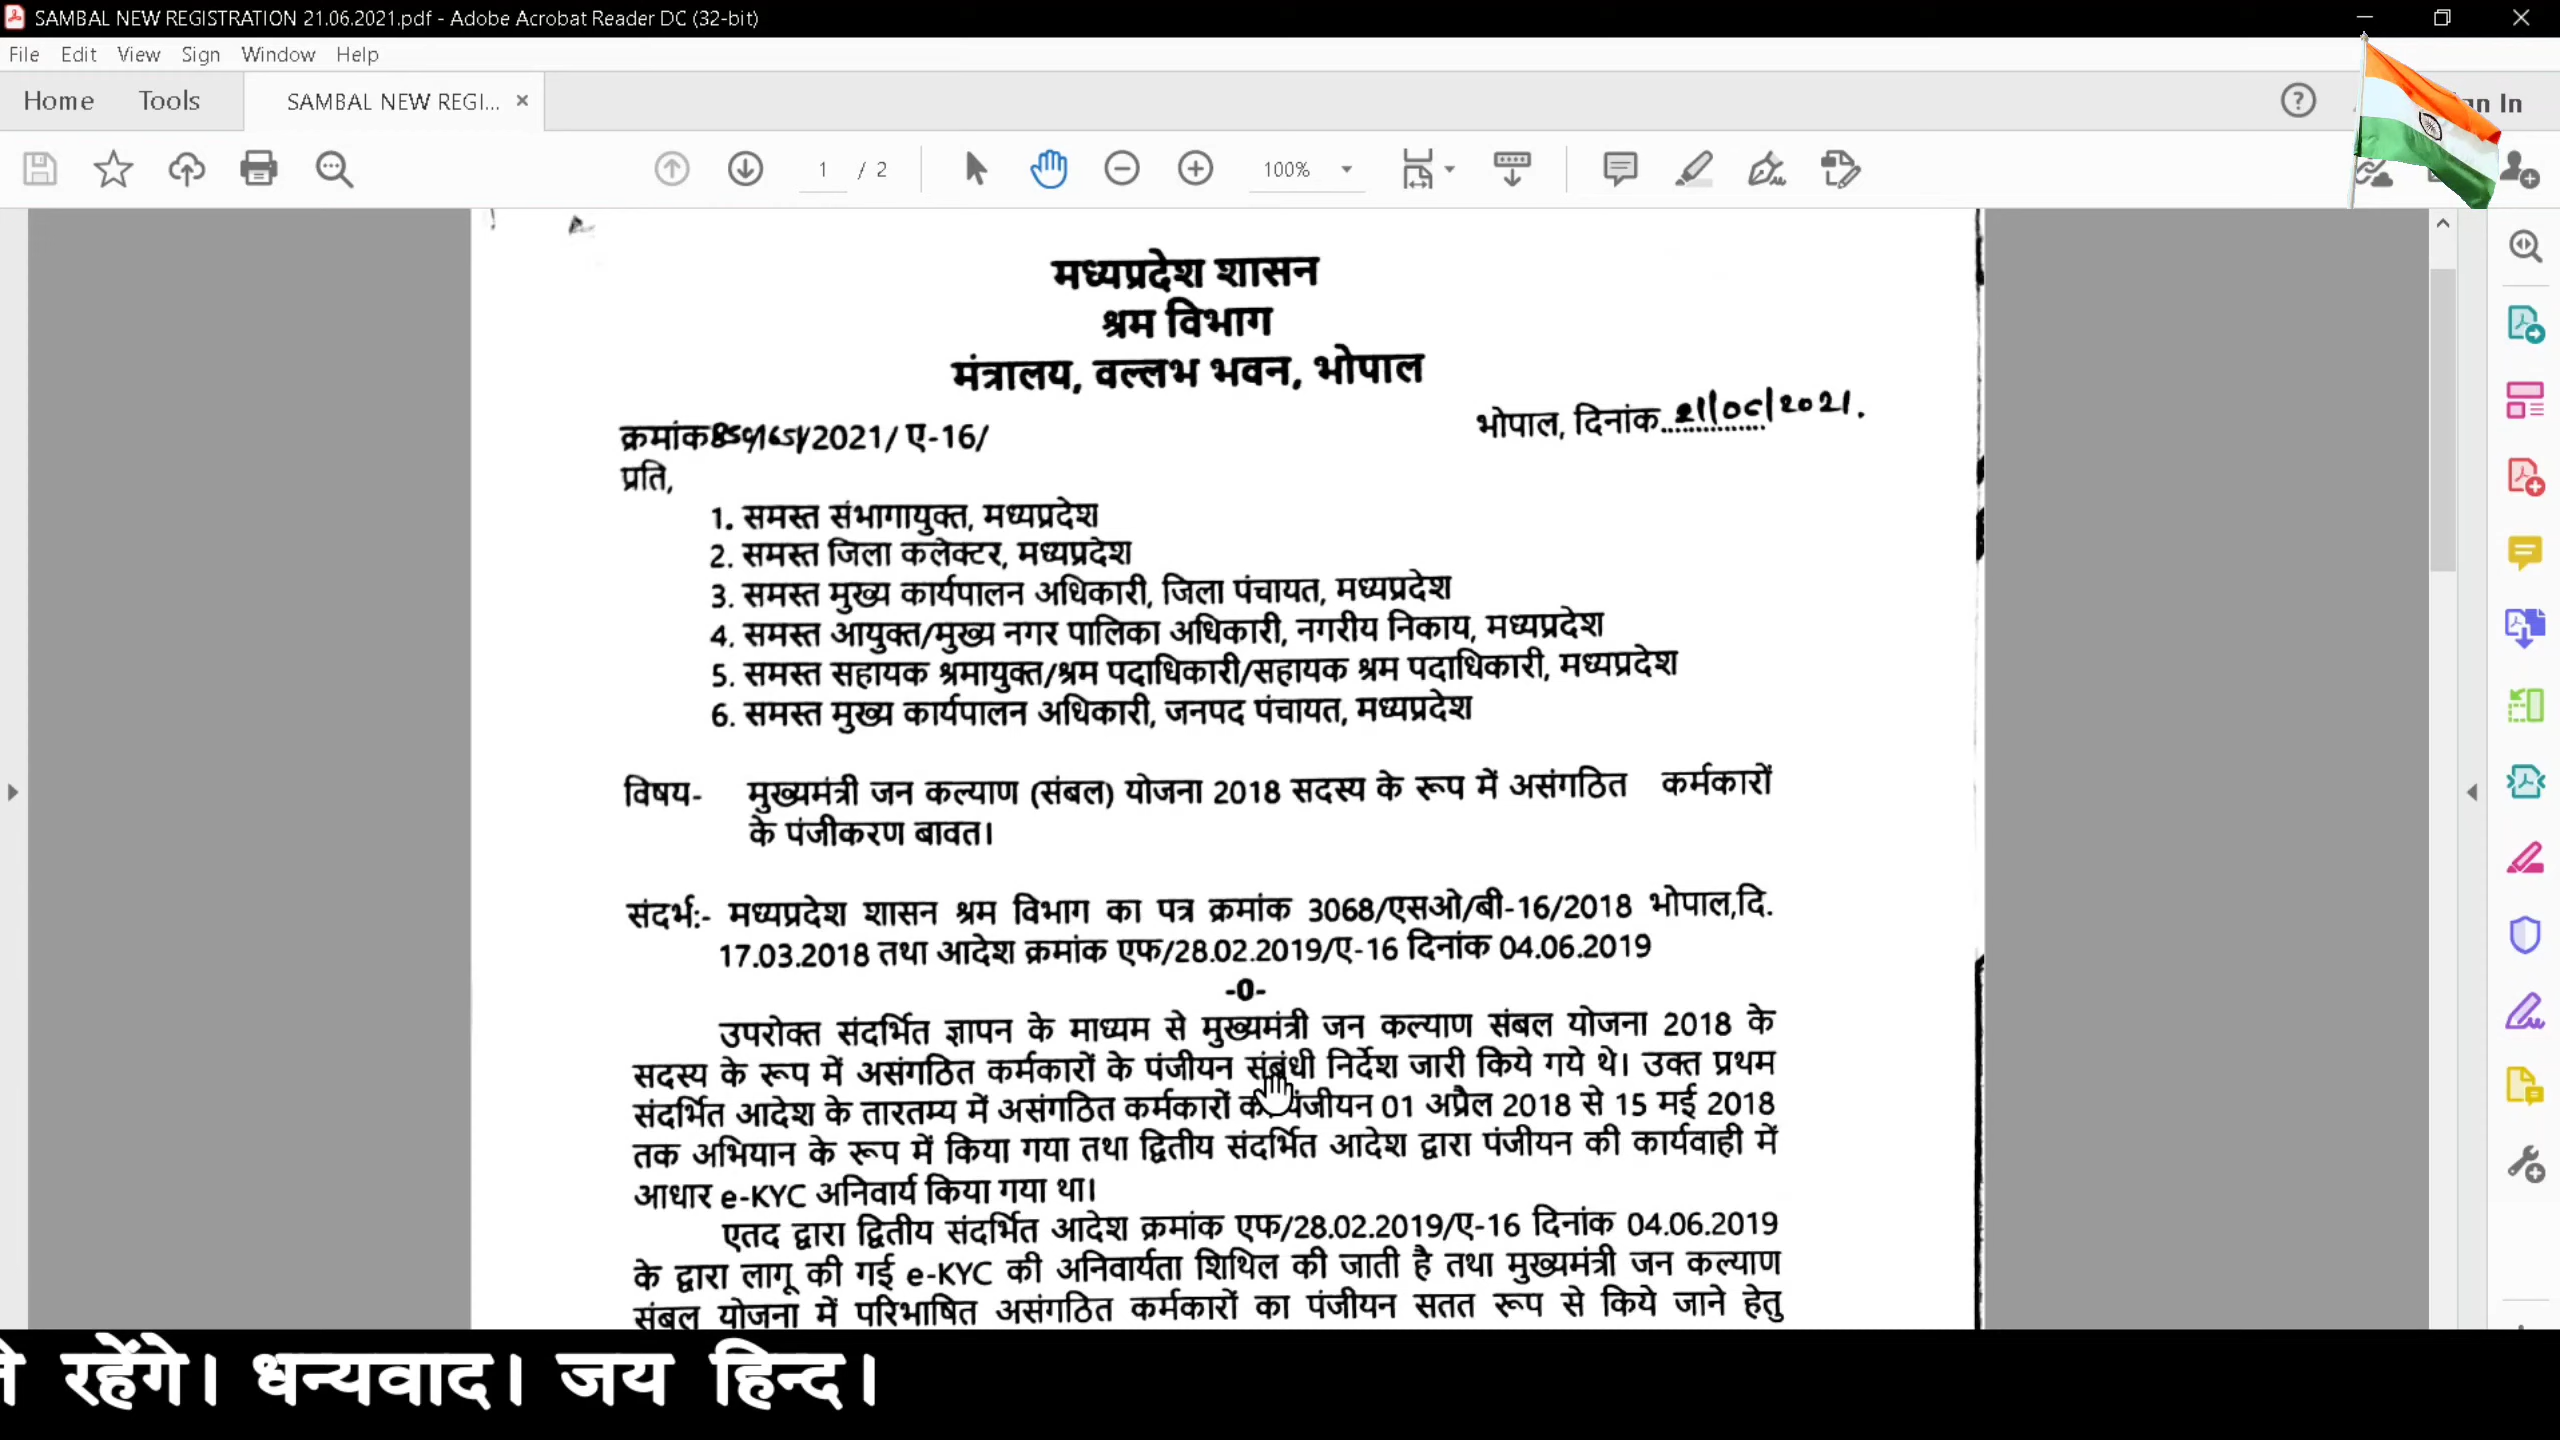 SAMBAL NEW REGISTRATION 21.06.2021.pdf - Adobe Acrobat Reader DC (32-bit)
File Edit View Sign Window Help
Home Tools SAMBAL NEW REGI... In
1 / 2 100%
मध्यप्रदेश शासन
श्रम विभाग
मंत्रालय, वल्लभ भवन, भोपाल
भोपाल, दिनांक 21/06/2021.
क्रमांक /2021/ ए-16/
प्रति,
1. समस्त संभागायुक्त, मध्यप्रदेश
2. समस्त जिला कलेक्टर, मध्यप्रदेश
3. समस्त मुख्य कार्यपालन अधिकारी, जिला पंचायत, मध्यप्रदेश
4. समस्त आयुक्त/मुख्य नगर पालिका अधिकारी, नगरीय निकाय, मध्यप्रदेश
5. समस्त सहायक श्रमायुक्त/श्रम पदाधिकारी/सहायक श्रम पदाधिकारी, मध्यप्रदेश
6. समस्त मुख्य कार्यपालन अधिकारी, जनपद पंचायत, मध्यप्रदेश
विषय- मुख्यमंत्री जन कल्याण (संबल) योजना 2018 सदस्य के रूप में असंगठित कर्मकारों
के पंजीकरण बावत।
संदर्भ:- मध्यप्रदेश शासन श्रम विभाग का पत्र क्रमांक 3068/एसओ/बी-16/2018 भोपाल,दि.
17.03.2018 तथा आदेश क्रमांक एफ/28.02.2019/ए-16 दिनांक 04.06.2019
-0-
उपरोक्त संदर्भित ज्ञापन के माध्यम से मुख्यमंत्री जन कल्याण संबल योजना 2018 के
सदस्य के रूप में असंगठित कर्मकारों के पंजीयन संबंधी निर्देश जारी किये गये थे। उक्त प्रथम
संदर्भित आदेश के तारतम्य में असंगठित कर्मकारों का पंजीयन 01 अप्रैल 2018 से 15 मई 2018
तक अभियान के रूप में किया गया तथा द्वितीय संदर्भित आदेश द्वारा पंजीयन की कार्यवाही में
आधार e-KYC अनिवार्य किया गया था।
एतद द्वारा द्वितीय संदर्भित आदेश क्रमांक एफ/28.02.2019/ए-16 दिनांक 04.06.2019
के द्वारा लागू की गई e-KYC की अनिवार्यता शिथिल की जाती है तथा मुख्यमंत्री जन कल्याण
संबल योजना में परिभाषित असंगठित कर्मकारों का पंजीयन सतत रूप से किये जाने हेतु
रहेंगे। धन्यवाद। जय हिन्द।